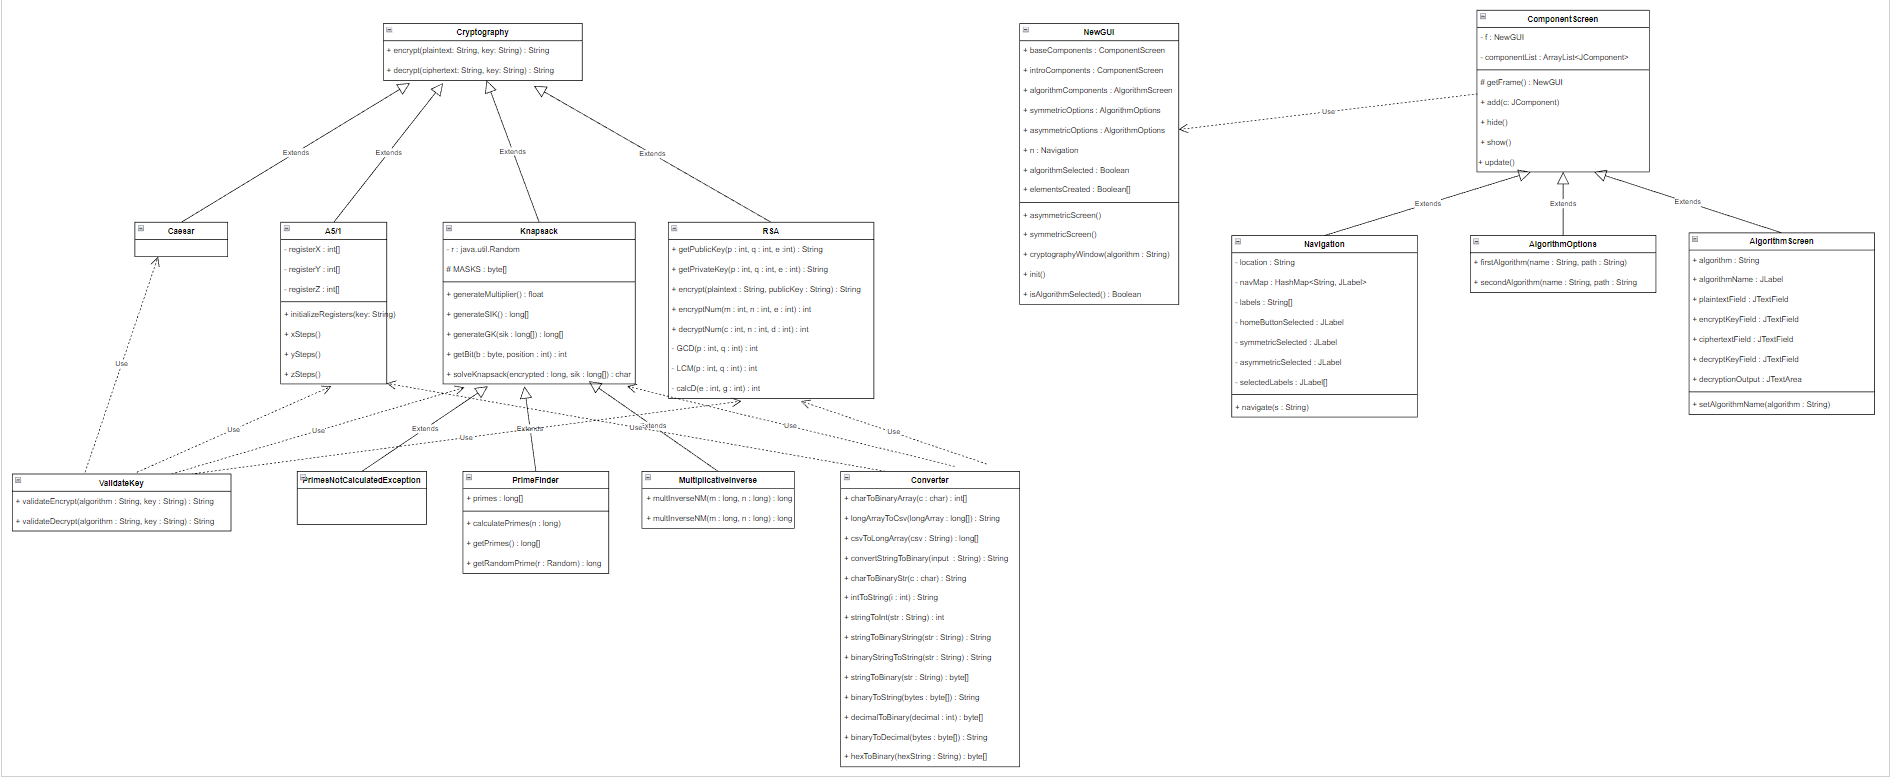 Cryptography
+ encrypt(plaintext: String, key: String) : String
+ decrypt(ciphertext: String, key: String) : String
NewGUI
+ baseComponents : ComponentScreen
+ introComponents : ComponentScreen
+ algorithmComponents : AlgorithmScreen
+ symmetricOptions : AlgorithmOptions
+ asymmetricOptions : AlgorithmOptions
+ n : Navigation
+ algorithmSelected : Boolean
+ elementsCreated : Boolean[]
+ asymmetricScreen()
+ symmetricScreen()
+ cryptographyWindow(algorithm : String)
+ init()
+ isAlgorithmSelected() : Boolean
ComponentScreen
- f : NewGUI
- componentList : ArrayList<JComponent>
# getFrame() : NewGUI
+ add(c: JComponent)
+ hide()
+ show()
+ update()
Use
Extends
Extends
Extends
Extends
Extends
Extends
Extends
Caesar
A5/1
- registerX : int[]
- registerY : int[]
- registerZ : int[]
+ initializeRegisters(key: String)
+ xSteps()
+ ySteps()
+ zSteps()
Knapsack
- r : java.util.Random
# MASKS : byte[]
+ generateMultiplier() : float
+ generateSIK() : long[]
+ generateGK(sik : long[]) : long[]
+ getBit(b : byte, position : int) : int
+ solveKnapsack(encrypted : long, sik : long[]) : char
RSA
+ getPublicKey(p : int, q : int, e :int) : String
+ getPrivateKey(p : int, q : int, e : int) : String
+ encrypt(plaintext : String, publicKey : String) : String
+ encryptNum(m : int, n : int, e : int) : int
+ decryptNum(c : int, n : int, d : int) : int
- GCD(p : int, q : int) : int
- LCM(p : int, q : int) : int
- calcD(e : int, g : int) : int
Navigation
- location : String
- navMap : HashMap<String, JLabel>
- labels : String[]
- homeButtonSelected : JLabel
- symmetricSelected : JLabel
- asymmetricSelected : JLabel
- selectedLabels : JLabel[]
+ navigate(s : String)
AlgorithmOptions
+ firstAlgorithm(name : String, path : String)
+ secondAlgorithm(name : String, path : String
AlgorithmScreen
+ algorithm : String
+ algorithmName : JLabel
+ plaintextField : JTextField
+ encryptKeyField : JTextField
+ ciphertextField : JTextField
+ decryptKeyField : JTextField
+ decryptionOutput : JTextArea
+ setAlgorithmName(algorithm : String)
Use
Use
Use
Use
Extends
Extends
Use
Extends
Use
Use
ValidateKey
+ validateEncrypt(algorithm : String, key : String) : String
+ validateDecrypt(algorithm : String, key : String) : String
PrimesNotCalculatedException
PrimeFinder
+ primes : long[]
+ calculatePrimes(n : long)
+ getPrimes() : long[]
+ getRandomPrime(r : Random) : long
MultiplicativeInverse
+ multInverseNM(m : long, n : long) : long
+ multInverseNM(m : long, n : long) : long
Converter
+ charToBinaryArray(c : char) : int[]
+ longArrayToCsv(longArray : long[]) : String
+ csvToLongArray(csv : String) : long[]
+ convertStringToBinary(input : String) : String
+ charToBinaryStr(c : char) : String
+ intToString(i : int) : String
+ stringToInt(str : String) : int
+ stringToBinaryString(str : String) : String
+ binaryStringToString(str : String) : String
+ stringToBinary(str : String) : byte[]
+ binaryToString(bytes : byte[]) : String
+ decimalToBinary(decimal : int) : byte[]
+ binaryToDecimal(bytes : byte[]) : String
+ hexToBinary(hexString : String) : byte[]